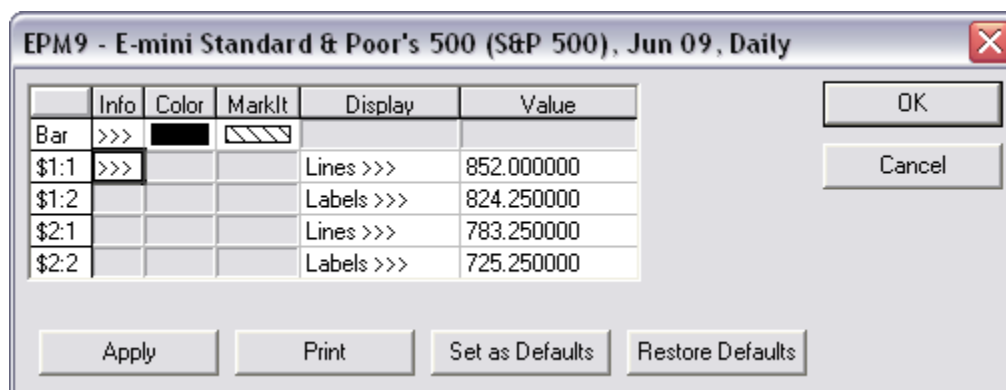 EPM9 - E-mini Standard & Poor's 500 (S&P 500), Jun 09, Daily
Info Color MarkIt Display Value
Bar >>>
$1:1 >>> Lines >>> 852.000000
$1:2 Labels >>> 824.250000
$2:1 Lines >>> 783.250000
$2:2 Labels >>> 725.250000
OK
Cancel
Apply Print Set as Defaults Restore Defaults